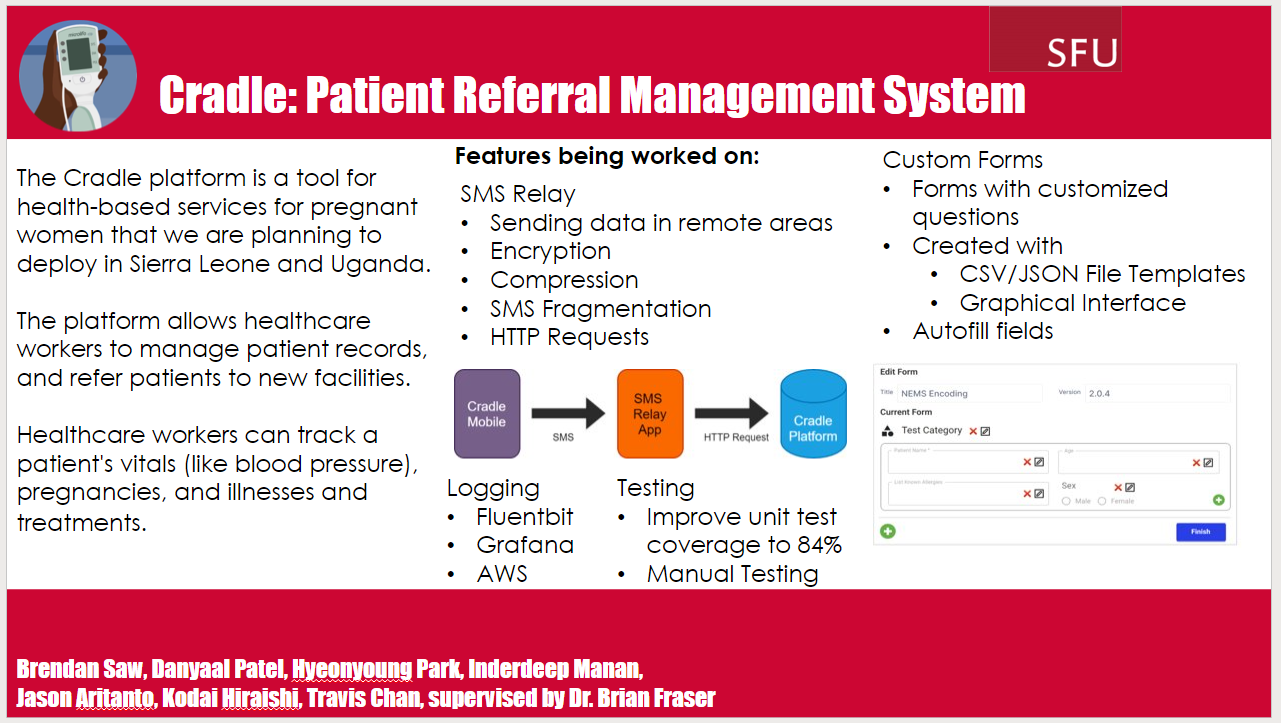 SFU
Cradle: Patient Referral Management System
The Cradle platform is a tool for
health-based services for pregnant
women that we are planning to
deploy in Sierra Leone and Uganda.
The platform allows healthcare
workers to manage patient records,
and refer patients to new facilities.
Healthcare workers can track a
patient's vitals (like blood pressure),
pregnancies, and illnesses and
treatments.
Features being worked on:
SMS Relay
• Sending data in remote areas
• Encryption
• Compression
• SMS Fragmentation
• HTTP Requests
Cradle
Mobile
SMS
SMS
Relay
App
HTTP Request
Cradle
Platform
Logging
• Fluentbit
• Grafana
• AWS
Testing
• Improve unit test
coverage to 84%
• Manual Testing
Custom Forms
• Forms with customized
questions
• Created with
• CSV/JSON File Templates
• Graphical Interface
• Autofill fields
Edit Form
Title NEMS Encoding
Version 2.0.4
Current Form
Test Category
Patient Name *
Age
List Known Allergies
Sex
Male Female
Finish
Brendan Saw, Danyaal Patel, Hyeonyoung Park, Inderdeep Manan,
Jason Aritanto, Kodai Hiraishi, Travis Chan, supervised by Dr. Brian Fraser